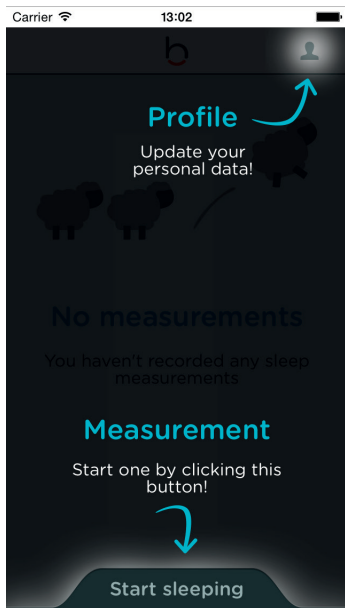 Carrier 13:02
b
Profile
Update your
personal data!
No measurements
You haven't recorded any sleep
measurements
Measurement
Start one by clicking this
button!
Start sleeping